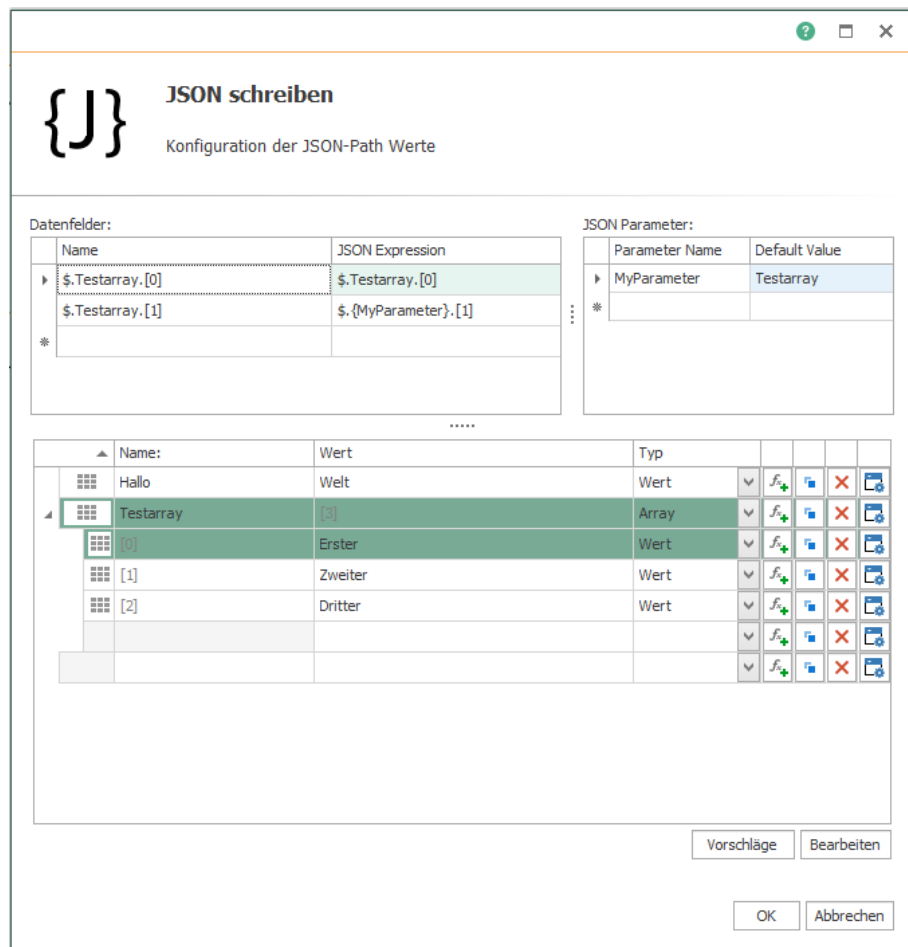 ?
{J}
JSON schreiben
Konfiguration der JSON-Path Werte
Datenfelder:
Name JSON Expression
$.Testarray.[0] $.Testarray.[0]
$.Testarray.[1] $.{MyParameter}.[1]
JSON Parameter:
Parameter Name Default Value
MyParameter Testarray
Name: Wert Typ
Hallo Welt Wert
Testarray [3] Array
[0] Erster Wert
[1] Zweiter Wert
[2] Dritter Wert
Vorschläge Bearbeiten
OK Abbrechen